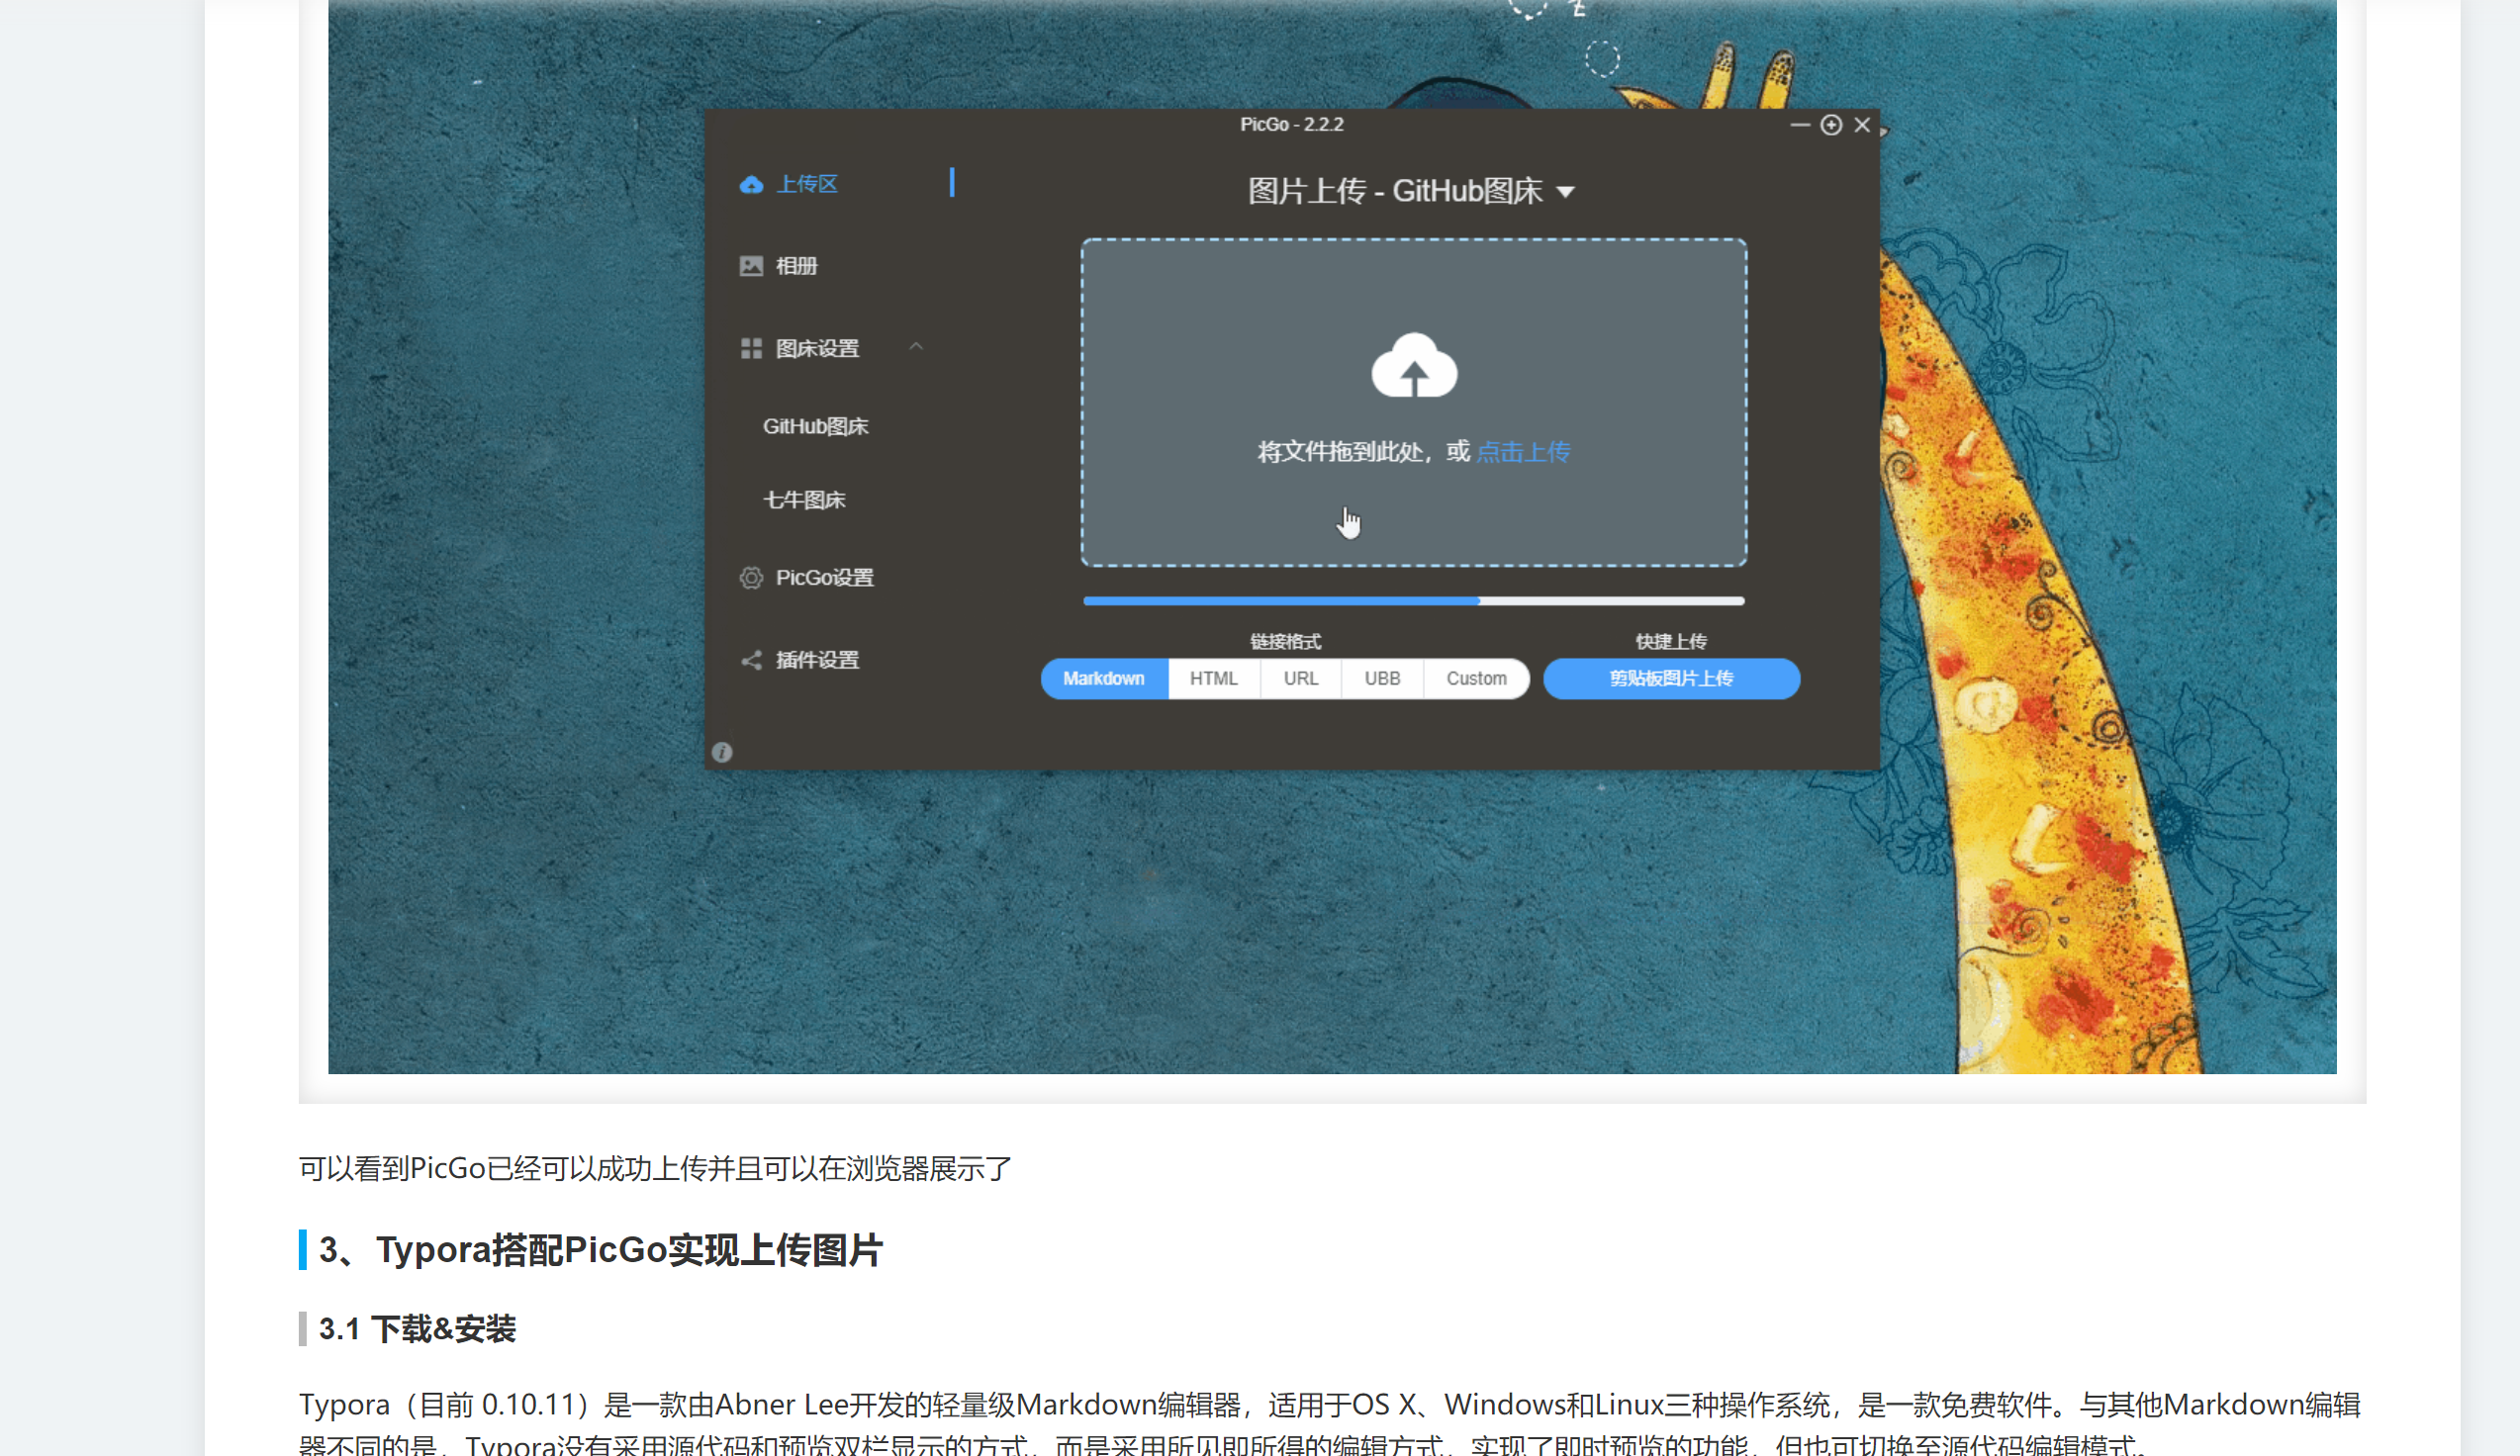 PicGo - 2.2.2
上传区
图片上传 - GitHub图床
相册
图床设置
GitHub图床
将文件拖到此处，或 点击上传
七牛图床
PicGo设置
链接格式
快捷上传
插件设置
Markdown HTML URL UBB Custom
剪贴板图片上传
可以看到PicGo已经可以成功上传并且可以在浏览器展示了
3、Typora搭配PicGo实现上传图片
3.1 下载&安装
Typora（目前 0.10.11）是一款由Abner Lee开发的轻量级Markdown编辑器，适用于OS X、Windows和Linux三种操作系统，是一款免费软件。与其他Markdown编辑
器不同的是，Typora没有采用源代码和预览双栏显示的方式，而是采用所见即所得的编辑方式，实现了即时预览的功能，但也可切换至源代码编辑模式。